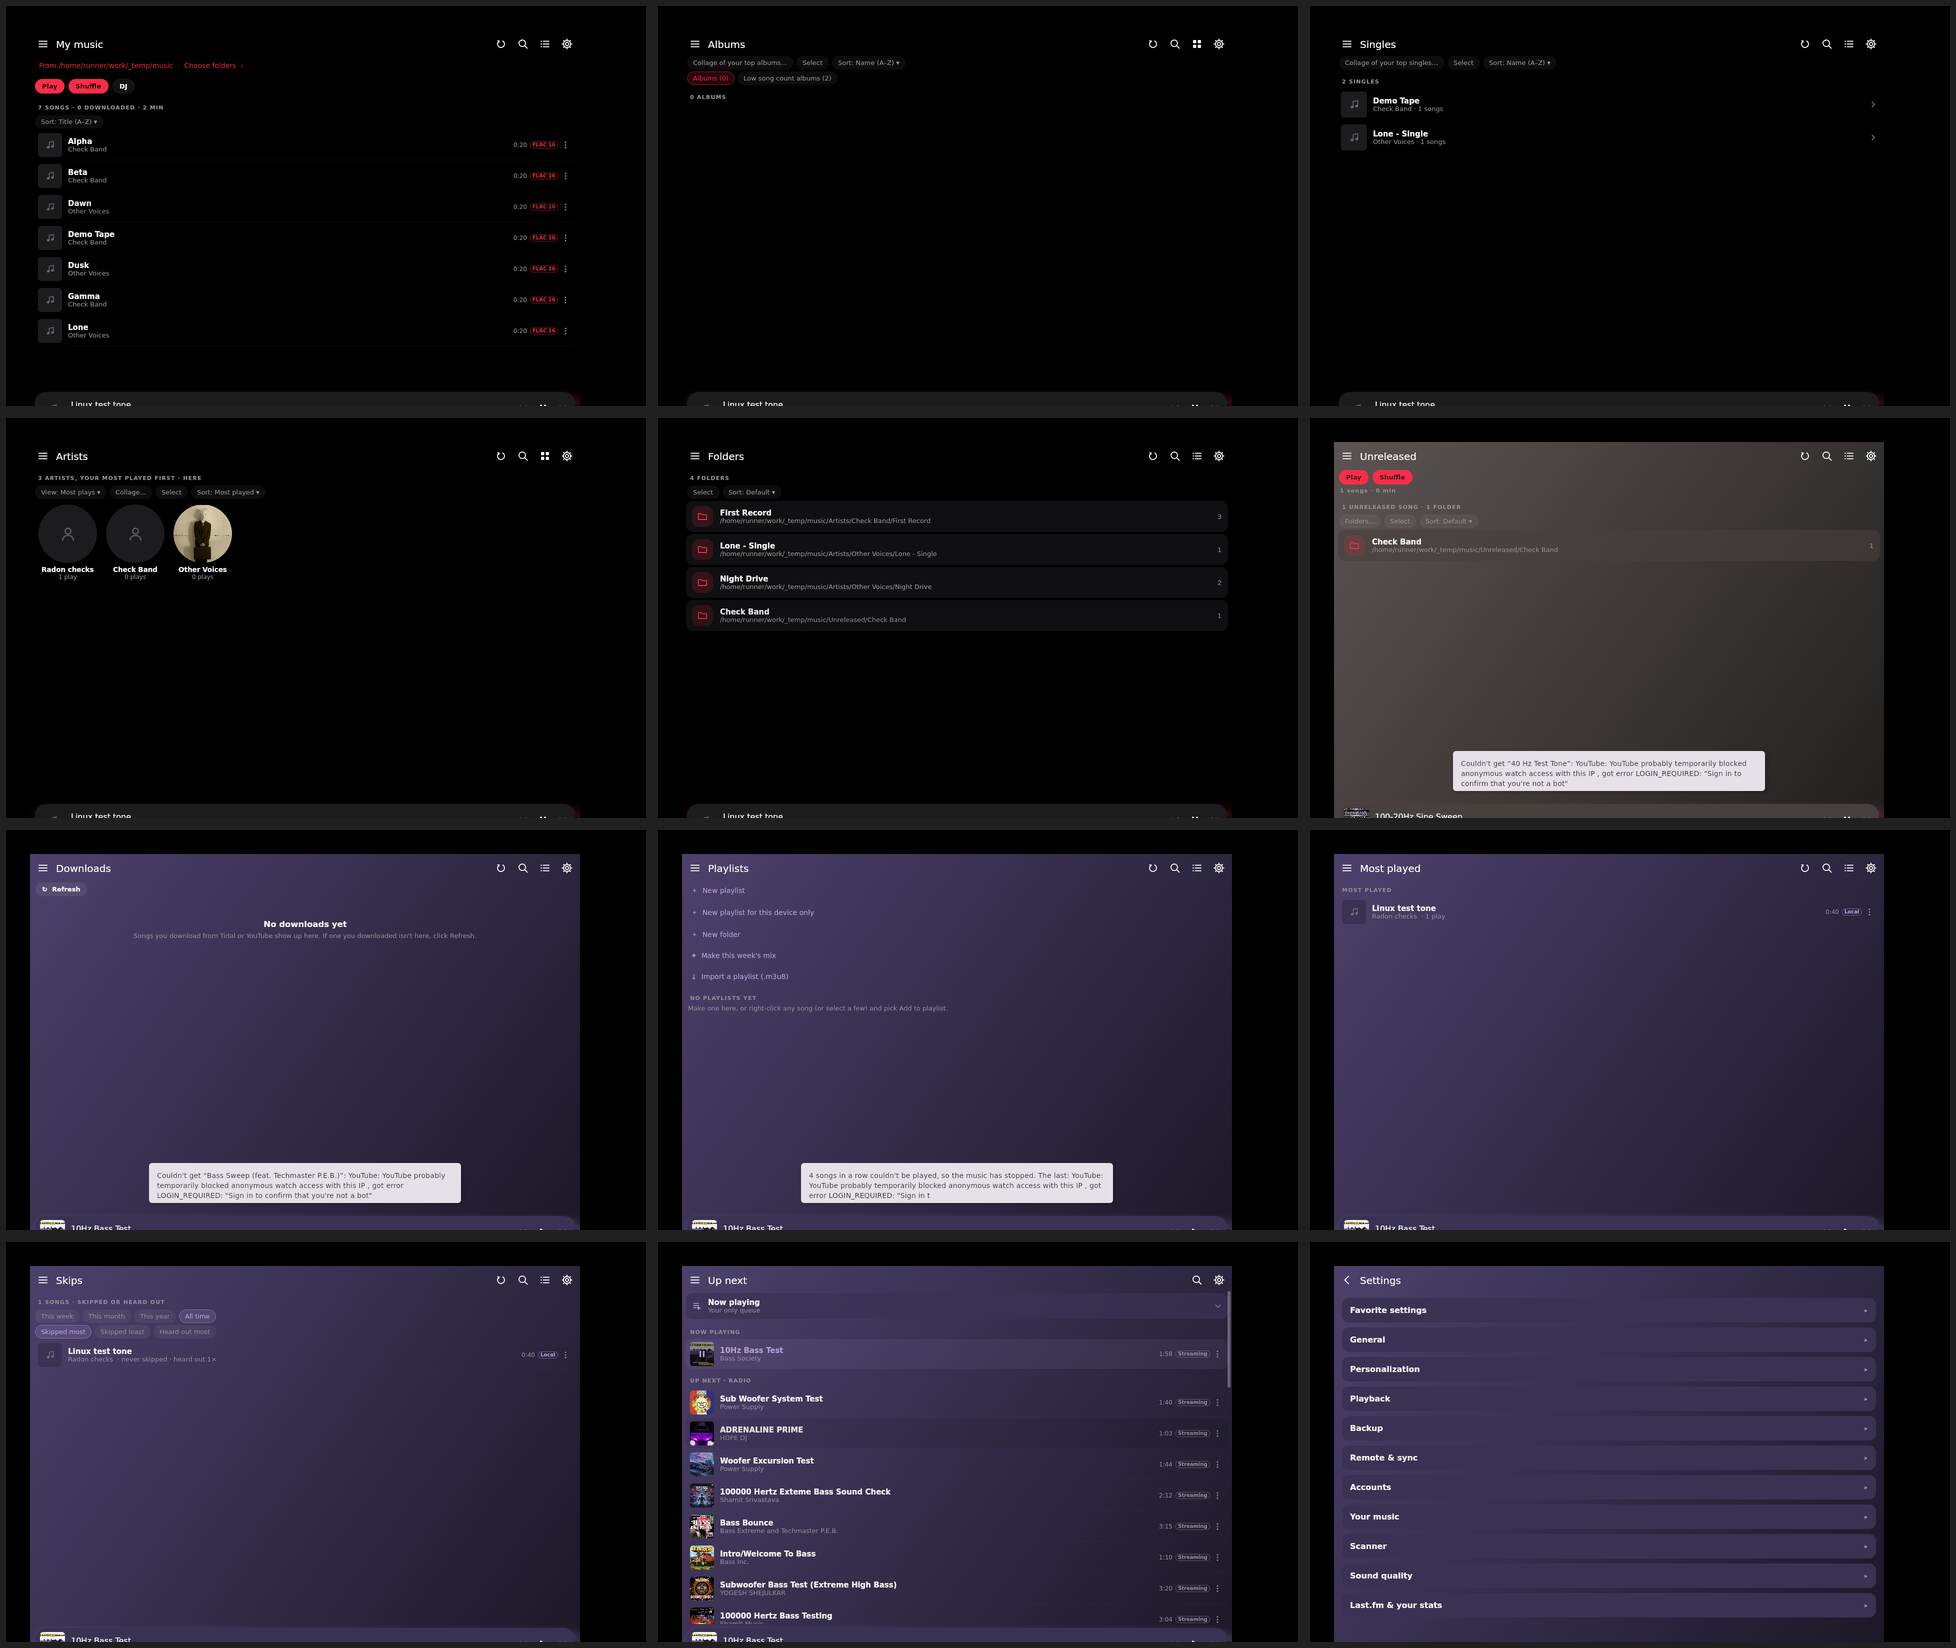 My music
From /home/runner/work/_temp/music · Choose folders ›
Play Shuffle DJ
7 SONGS · 0 DOWNLOADED · 2 MIN
Sort: Title (A–Z) ▾
Alpha
Check Band
0:20 FLAC 16
Beta
Check Band
0:20 FLAC 16
Dawn
Other Voices
0:20 FLAC 16
Demo Tape
Check Band
0:20 FLAC 16
Dusk
Other Voices
0:20 FLAC 16
Gamma
Check Band
0:20 FLAC 16
Lone
Other Voices
0:20 FLAC 16
Linux test tone
Albums
Collage of your top albums... Select Sort: Name (A–Z) ▾
Albums (0) Low song count albums (2)
0 ALBUMS
Linux test tone
Singles
Collage of your top singles... Select Sort: Name (A–Z) ▾
2 SINGLES
Demo Tape
Check Band · 1 songs
Lone - Single
Other Voices · 1 songs
Linux test tone
Artists
3 ARTISTS, YOUR MOST PLAYED FIRST · HERE
View: Most plays ▾ Collage... Select Sort: Most played ▾
Radon checks
1 play
Check Band
0 plays
Other Voices
0 plays
Linux test tone
Folders
4 FOLDERS
Select Sort: Default ▾
First Record
/home/runner/work/_temp/music/Artists/Check Band/First Record
3
Lone - Single
/home/runner/work/_temp/music/Artists/Other Voices/Lone - Single
1
Night Drive
/home/runner/work/_temp/music/Artists/Other Voices/Night Drive
2
Check Band
/home/runner/work/_temp/music/Unreleased/Check Band
1
Linux test tone
Unreleased
Play Shuffle
1 songs · 0 min
1 UNRELEASED SONG · 1 FOLDER
Folders... Select Sort: Default ▾
Check Band
/home/runner/work/_temp/music/Unreleased/Check Band
1
Couldn't get "40 Hz Test Tone": YouTube: YouTube probably temporarily blocked
anonymous watch access with this IP , got error LOGIN_REQUIRED: "Sign in to
confirm that you're not a bot"
100-20Hz Sine Sweep
Downloads
↻ Refresh
No downloads yet
Songs you download from Tidal or YouTube show up here. If one you downloaded isn't here, click Refresh.
Couldn't get "Bass Sweep (feat. Techmaster P.E.B.)": YouTube: YouTube probably
temporarily blocked anonymous watch access with this IP , got error
LOGIN_REQUIRED: "Sign in to confirm that you're not a bot"
10Hz Bass Test
Playlists
+ New playlist
+ New playlist for this device only
+ New folder
✦ Make this week's mix
↓ Import a playlist (.m3u8)
NO PLAYLISTS YET
Make one here, or right-click any song (or select a few) and pick Add to playlist.
4 songs in a row couldn't be played, so the music has stopped. The last: YouTube:
YouTube probably temporarily blocked anonymous watch access with this IP , got
error LOGIN_REQUIRED: "Sign in t
10Hz Bass Test
Most played
MOST PLAYED
Linux test tone
Radon checks · 1 play
0:40 Local
10Hz Bass Test
Skips
1 SONGS · SKIPPED OR HEARD OUT
This week This month This year All time
Skipped most Skipped least Heard out most
Linux test tone
Radon checks · never skipped · heard out 1×
0:40 Local
10Hz Bass Test
Up next
Now playing
Your only queue
NOW PLAYING
10Hz Bass Test
Bass Society
1:58 Streaming
UP NEXT · RADIO
Sub Woofer System Test
Power Supply
1:40 Streaming
ADRENALINE PRIME
HOPE DJ
1:03 Streaming
Woofer Excursion Test
Power Supply
1:44 Streaming
100000 Hertz Exteme Bass Sound Check
Shamit Srivastava
2:12 Streaming
Bass Bounce
Bass Extreme and Techmaster P.E.B.
3:15 Streaming
Intro/Welcome To Bass
Bass Inc.
1:10 Streaming
Subwoofer Bass Test (Extreme High Bass)
YOGESH SHEJULKAR
3:20 Streaming
100000 Hertz Bass Testing
3:04 Streaming
10Hz Bass Test
Settings
Favorite settings
General
Personalization
Playback
Backup
Remote & sync
Accounts
Your music
Scanner
Sound quality
Last.fm & your stats